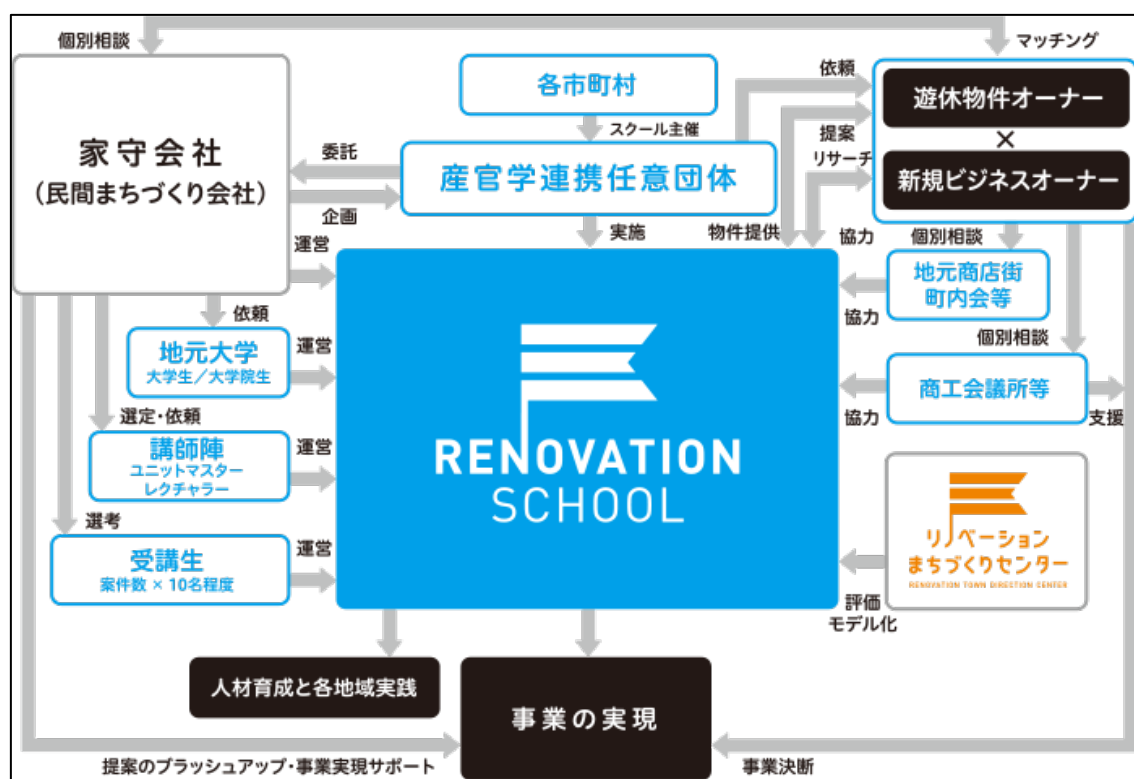 個別相談
マッチング
家守会社
（民間まちづくり会社）
各市町村
スクール主催
依頼
遊休物件オーナー
×
新規ビジネスオーナー
委託
産官学連携任意団体
提案
リサーチ
企画
運営
実施
物件提供
協力
個別相談
地元商店街
町内会等
依頼
地元大学
大学生／大学院生
運営
協力
個別相談
商工会議所等
協力
支援
選定・依頼
講師陣
ユニットマスター
レクチャラー
運営
RENOVATION
SCHOOL
選考
受講生
案件数 × 10名程度
運営
リノベーション
まちづくりセンター
RENOVATION TOWN DIRECTION CENTER
評価
モデル化
人材育成と各地域実践
事業の実現
提案のブラッシュアップ・事業実現サポート
事業決断